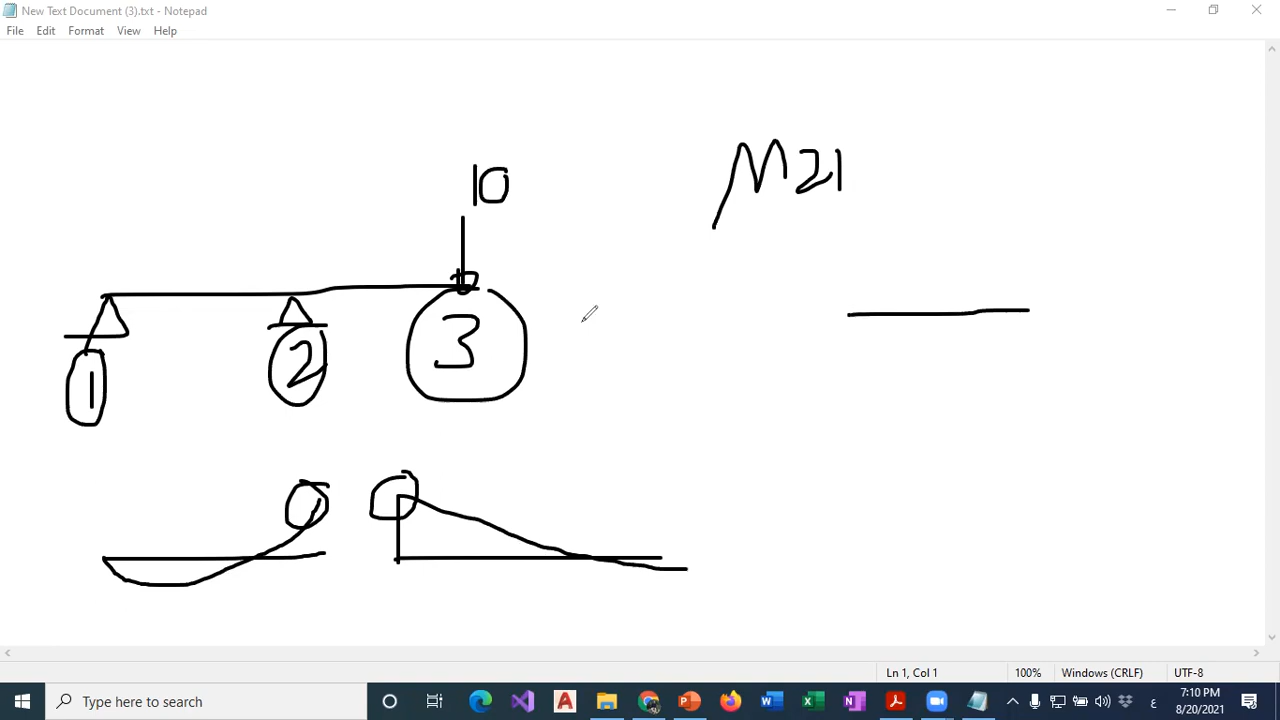 New Text Document (3).txt - Notepad
File Edit Format View Help
10
M21
1
2
3
Ln 1, Col 1 100% Windows (CRLF) UTF-8
Type here to search
ع
7:10 PM
8/20/2021